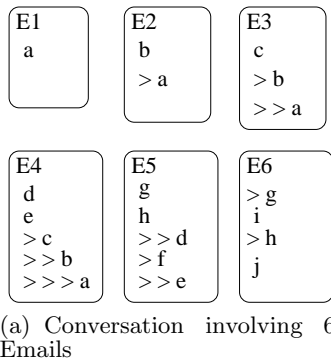 E1
a
E2
b
> a
E3
c
> b
> > a
E4
d
e
> c
> > b
> > > a
E5
g
h
> > d
> f
> > e
E6
> g
i
> h
j
(a) Conversation involving 6
Emails